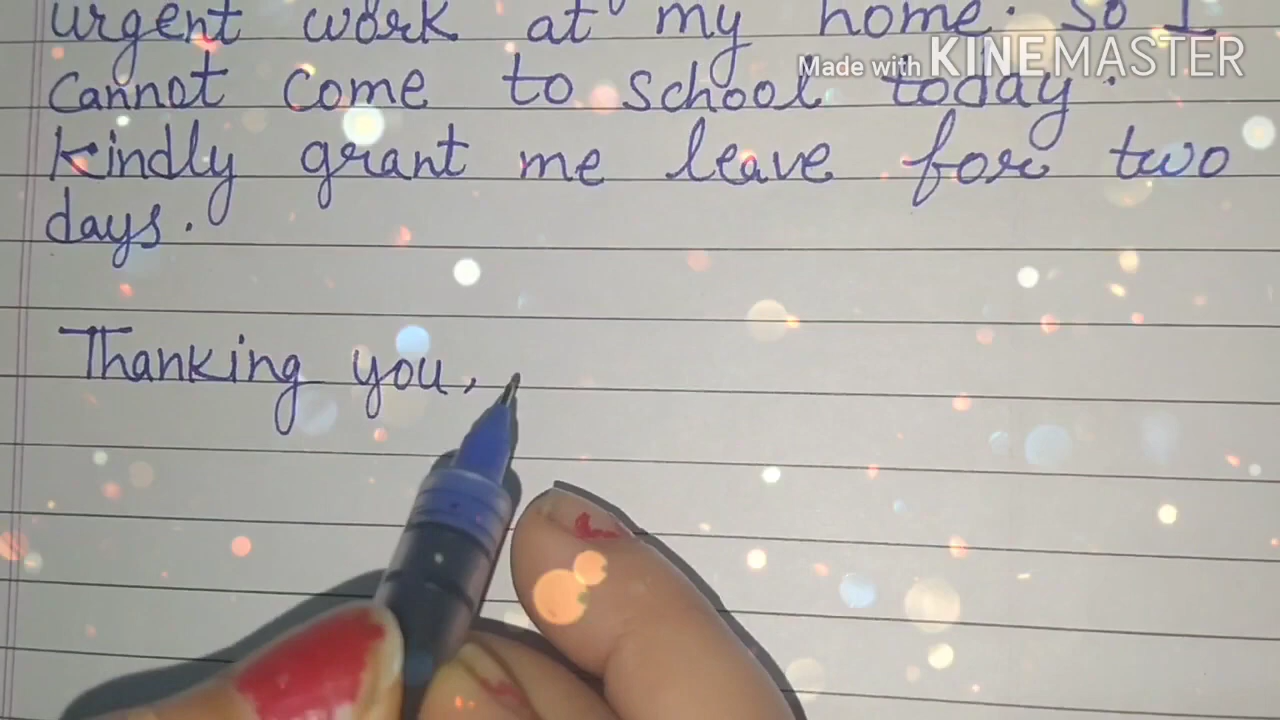 urgent work at my home. So I
cannot come to school today.
Kindly grant me leave for two
days.
Thanking you,
Made with KINEMASTER